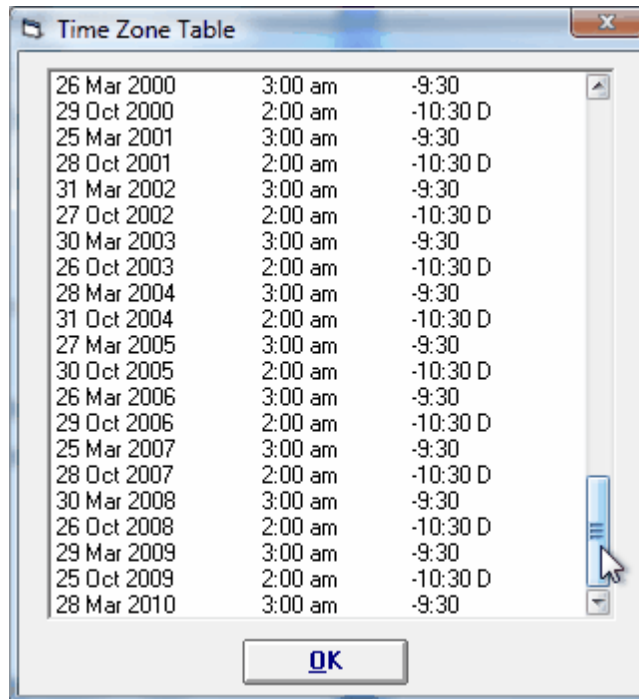 Time Zone Table
26 Mar 2000 3:00 am -9:30
29 Oct 2000 2:00 am -10:30 D
25 Mar 2001 3:00 am -9:30
28 Oct 2001 2:00 am -10:30 D
31 Mar 2002 3:00 am -9:30
27 Oct 2002 2:00 am -10:30 D
30 Mar 2003 3:00 am -9:30
26 Oct 2003 2:00 am -10:30 D
28 Mar 2004 3:00 am -9:30
31 Oct 2004 2:00 am -10:30 D
27 Mar 2005 3:00 am -9:30
30 Oct 2005 2:00 am -10:30 D
26 Mar 2006 3:00 am -9:30
29 Oct 2006 2:00 am -10:30 D
25 Mar 2007 3:00 am -9:30
28 Oct 2007 2:00 am -10:30 D
30 Mar 2008 3:00 am -9:30
26 Oct 2008 2:00 am -10:30 D
29 Mar 2009 3:00 am -9:30
25 Oct 2009 2:00 am -10:30 D
28 Mar 2010 3:00 am -9:30
OK